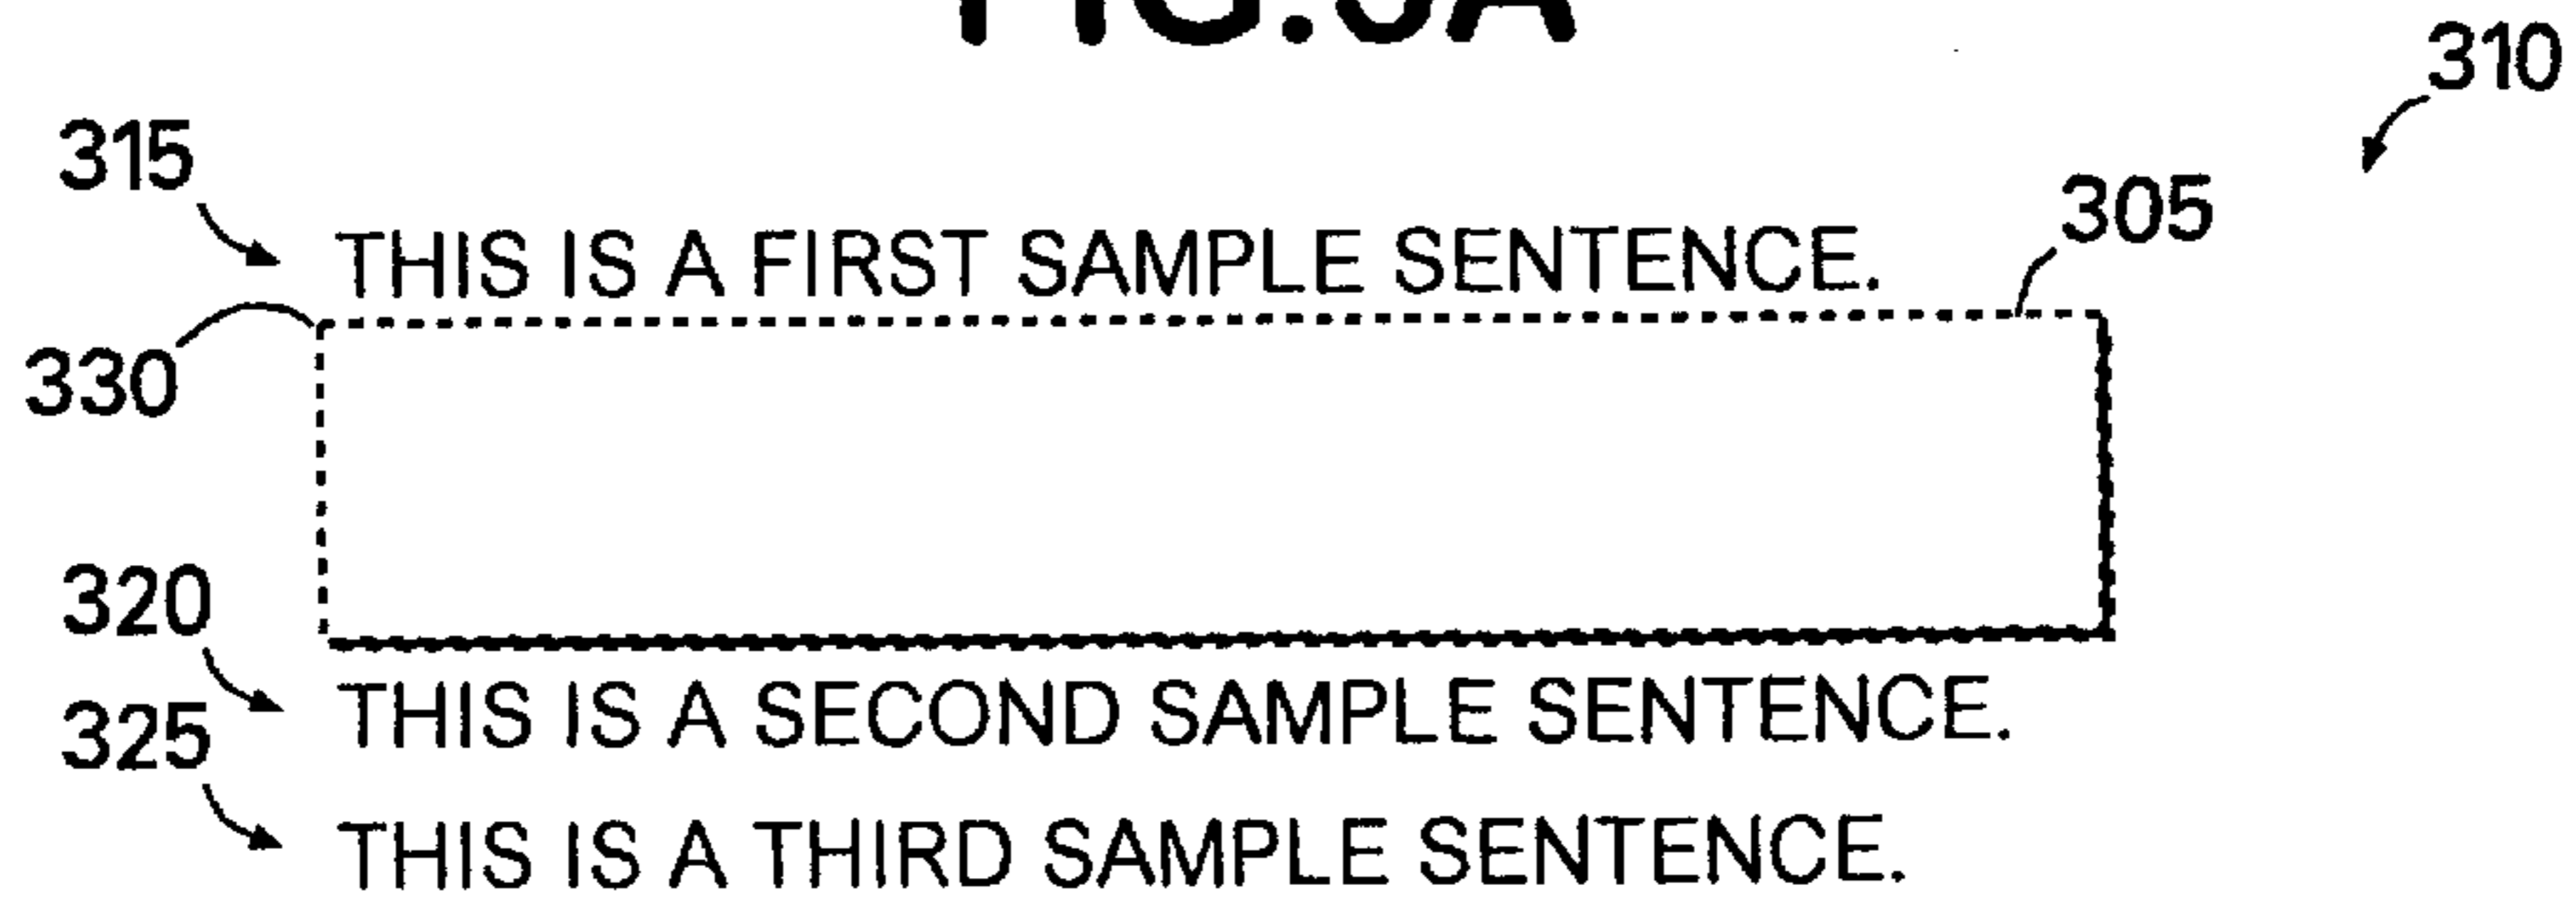 310
315
305
THIS IS A FIRST SAMPLE SENTENCE.
330
320
THIS IS A SECOND SAMPLE SENTENCE.
325
THIS IS A THIRD SAMPLE SENTENCE.